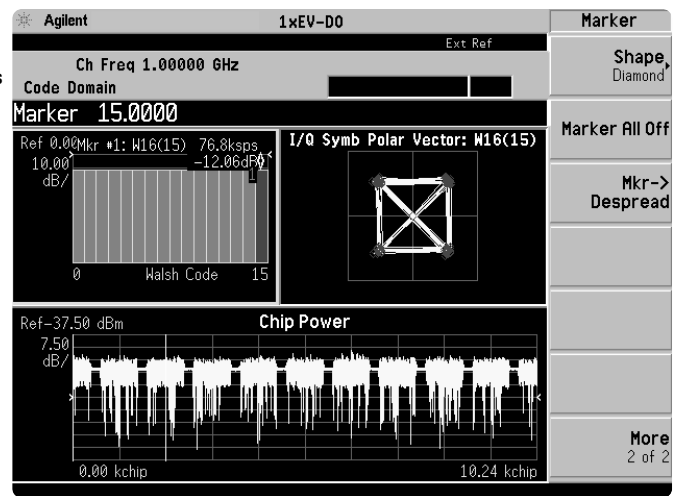 Agilent 1xEV-DO Marker
Ext Ref
Ch Freq 1.00000 GHz
Code Domain
Marker 15.0000
Ref 0.00 Mkr #1: W16(15) 76.8ksps
10.00 -12.06dB
dB/ 1
0 Walsh Code 15
I/Q Symb Polar Vector: W16(15)
Ref-37.50 dBm Chip Power
7.50
dB/
0.00 kchip 10.24 kchip
Shape
Diamond
Marker All Off
Mkr->
Despread
More
2 of 2